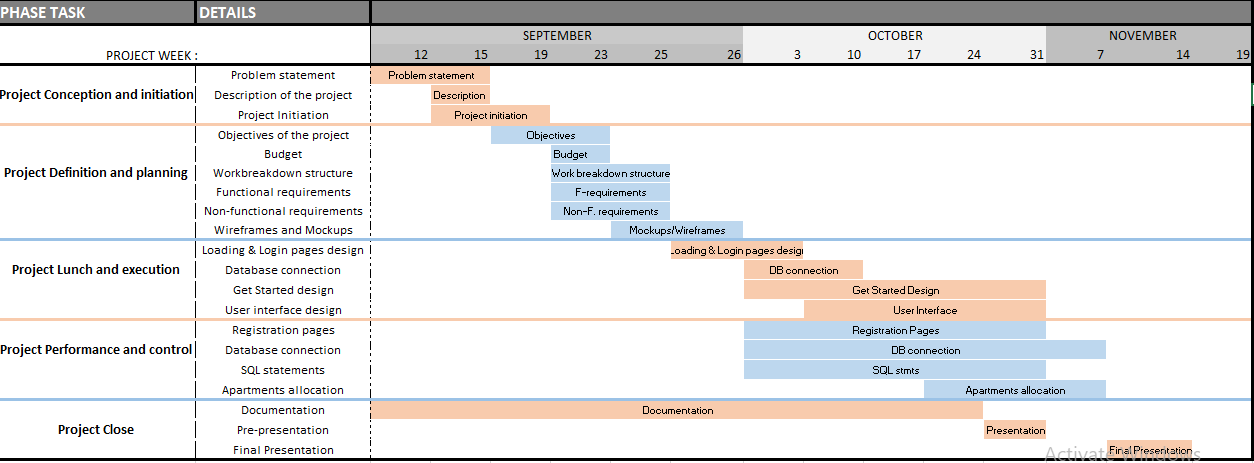 PHASE TASK DETAILS
SEPTEMBER OCTOBER NOVEMBER
PROJECT WEEK : 12 15 19 23 26 3 10 17 24 31 7 14 19
Problem statement Problem statement
Project Conception and initiation Description of the project Description
Project Initiation Project initiation
Objectives of the project Objectives
Budget Budget
Project Definition and planning Workbreakdown structure Work breakdown structure
Functional requirements F-requirements
Non-functional requirements Non-F. requirements
Wireframes and Mockups Mockups/Wireframes
Loading & Login pages design Loading & Login pages design
Project Lunch and execution Database connection DB connection
Get Started design Get Started Design
User interface design User Interface
Registration pages Registration Pages
Project Performance and control Database connection DB connection
SQL statements SQL stmts
Apartments allocation Apartments allocation
Documentation Documentation
Project Close Pre-presentation Presentation
Final Presentation Final Presentation
Activate Windows